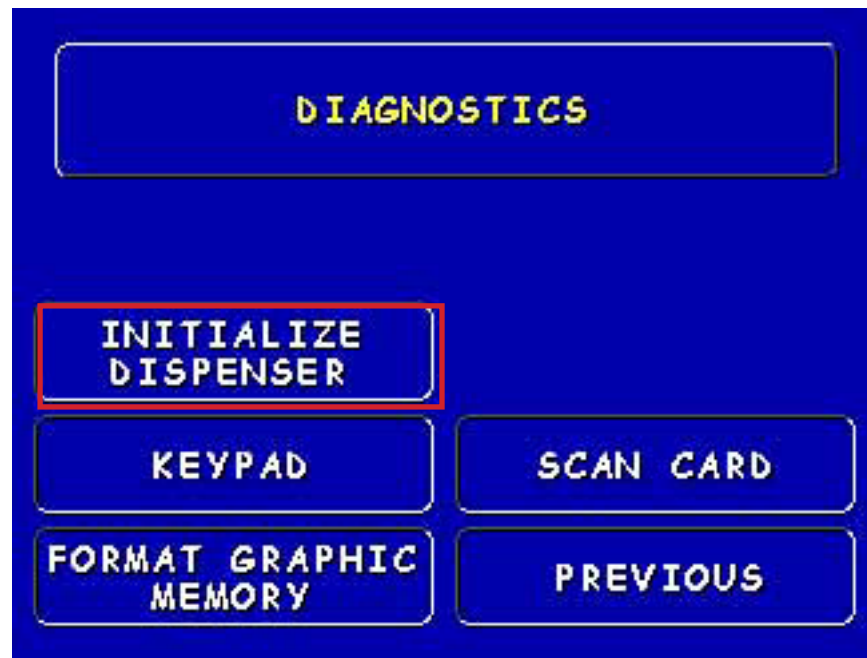 DIAGNOSTICS
INITIALIZE
DISPENSER
KEYPAD
SCAN CARD
FORMAT GRAPHIC
MEMORY
PREVIOUS